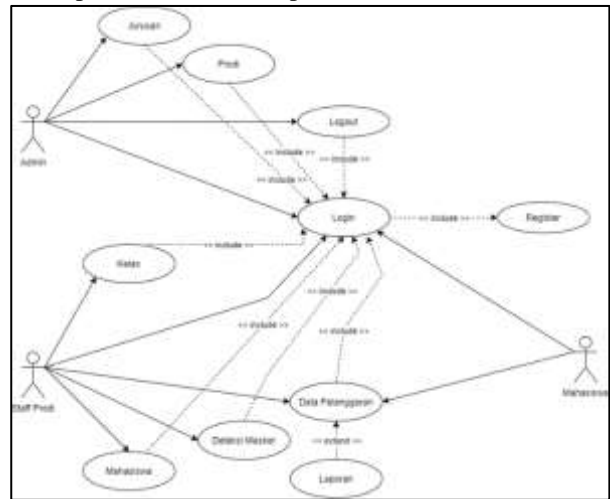 Jurusan
Prodi
Logout
Admin
<< include >>
<< include >>
<< include >>
Login
<< include >>
Register
<< include >>
Kelas
<< include >>
<< include >>
<< include >>
Staff Prodi
Data Pelanggaran
Mahasiswa
Deteksi Masker
<< extend >>
Mahasiswa
Laporan